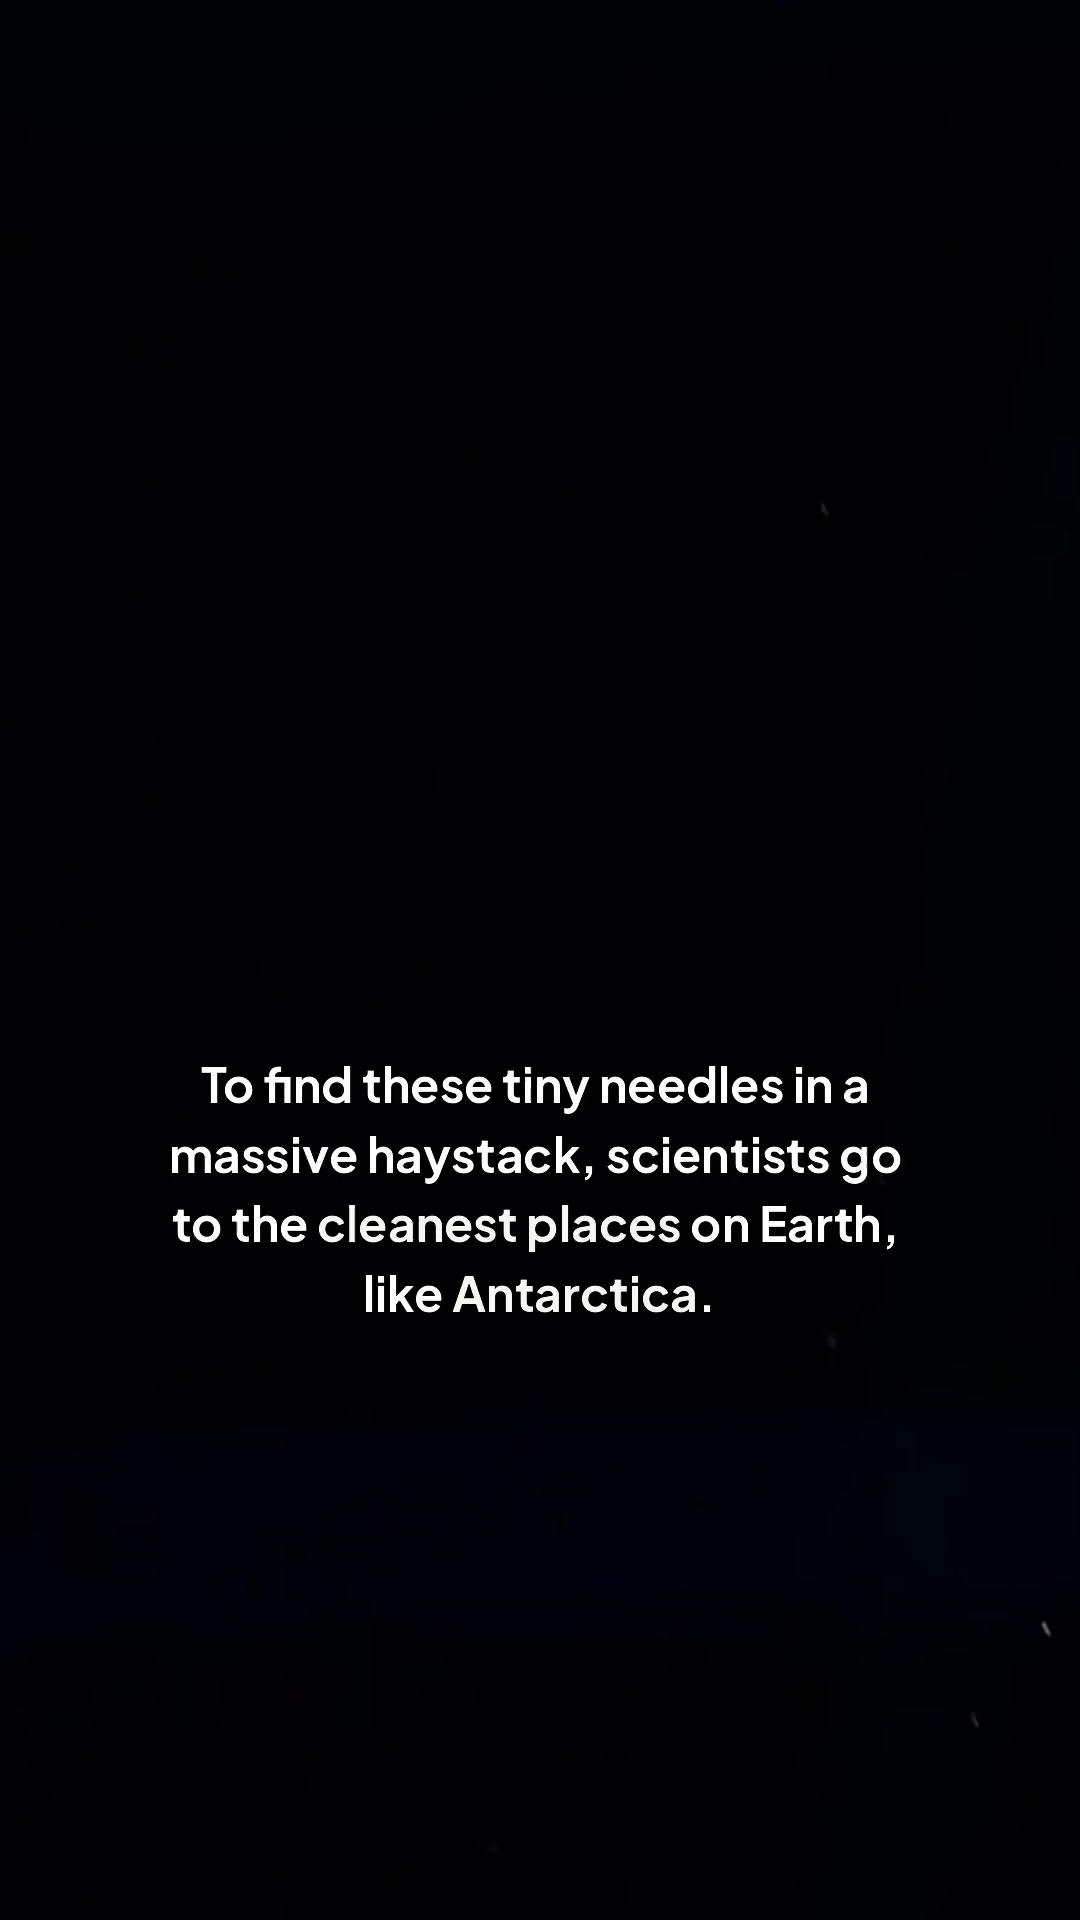 To find these tiny needles in a
massive haystack, scientists go
to the cleanest places on Earth,
like Antarctica.